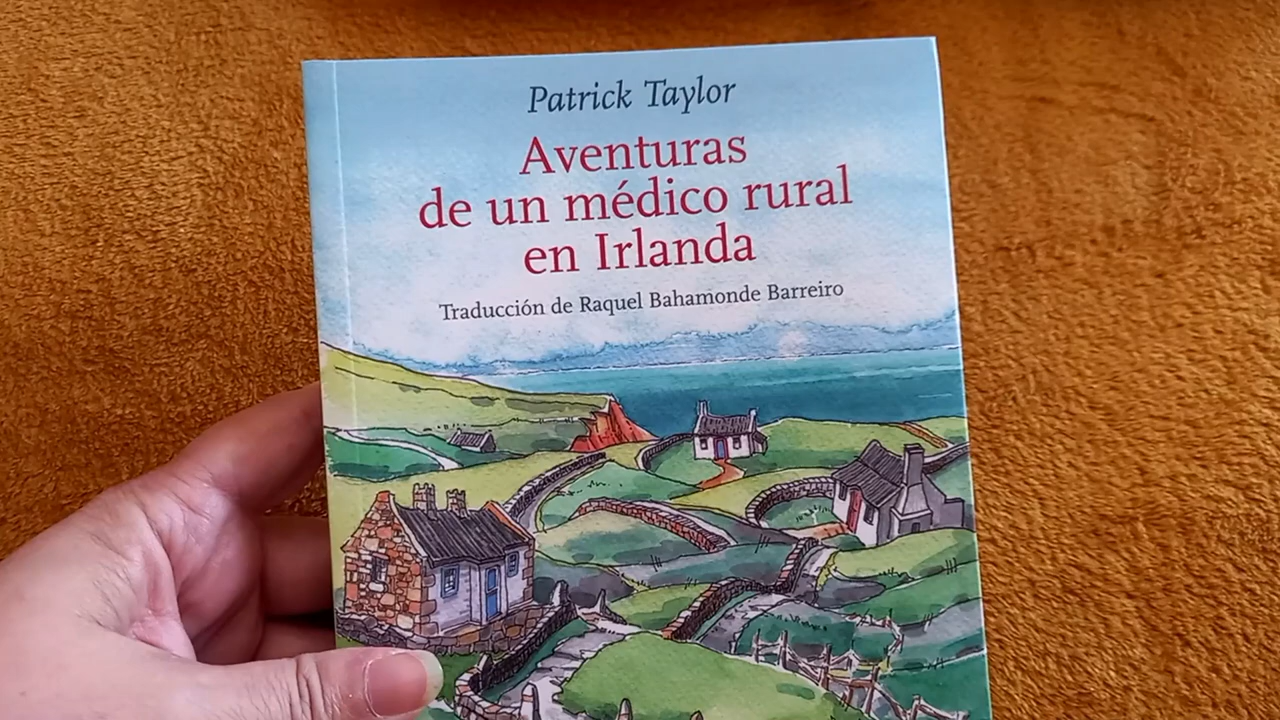 Patrick Taylor
Aventuras
de un médico rural
en Irlanda
Traducción de Raquel Bahamonde Barreiro